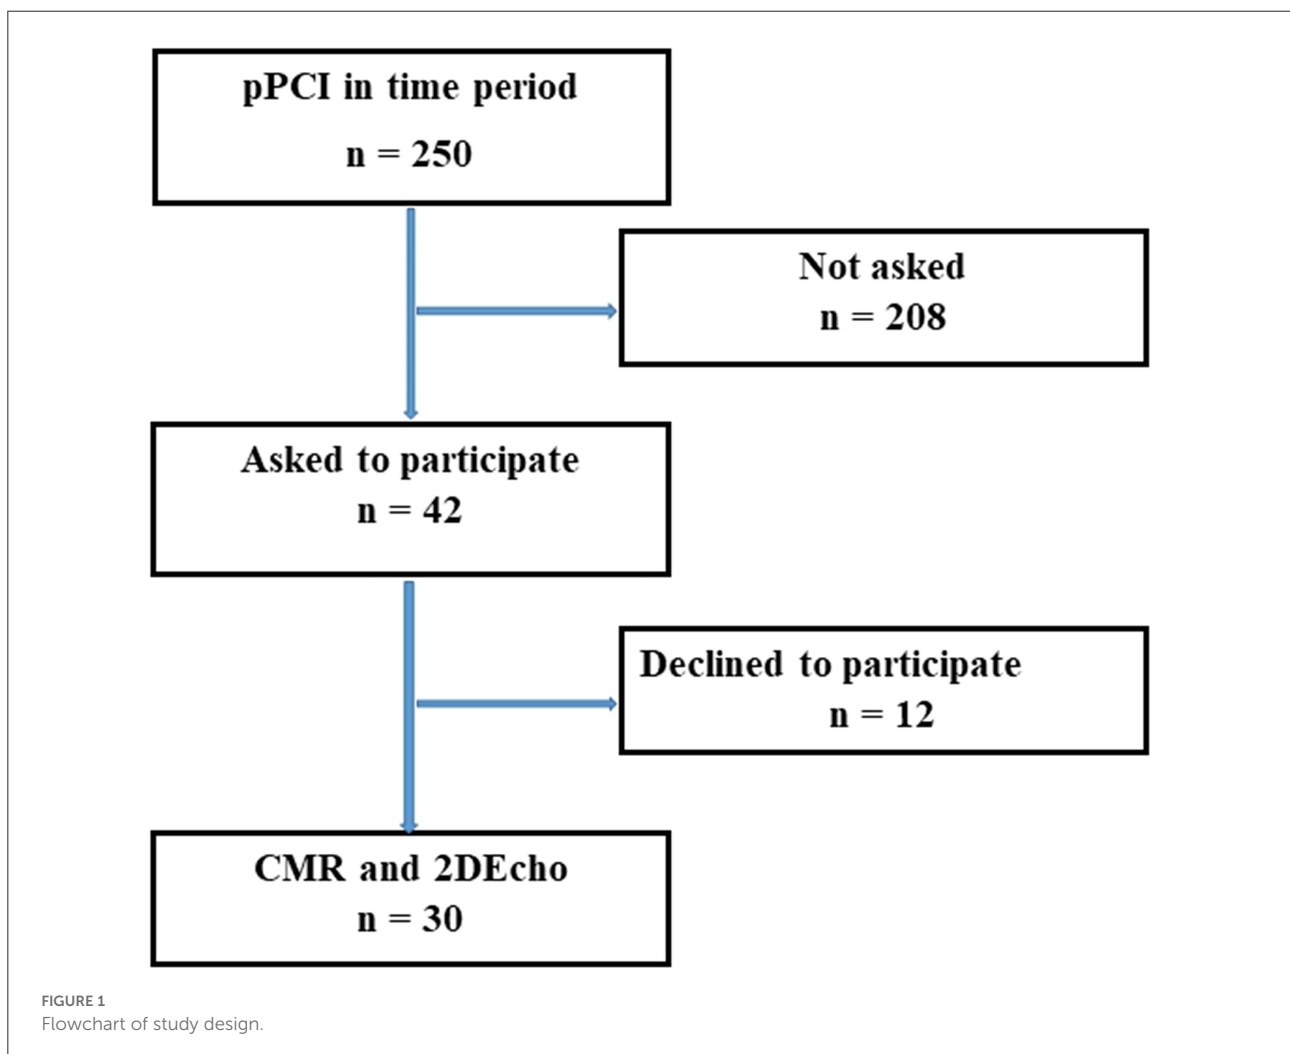 pPCI in time period
n = 250
Not asked
n = 208
Asked to participate
n = 42
Declined to participate
n = 12
CMR and 2DEcho
n = 30
FIGURE 1
Flowchart of study design.